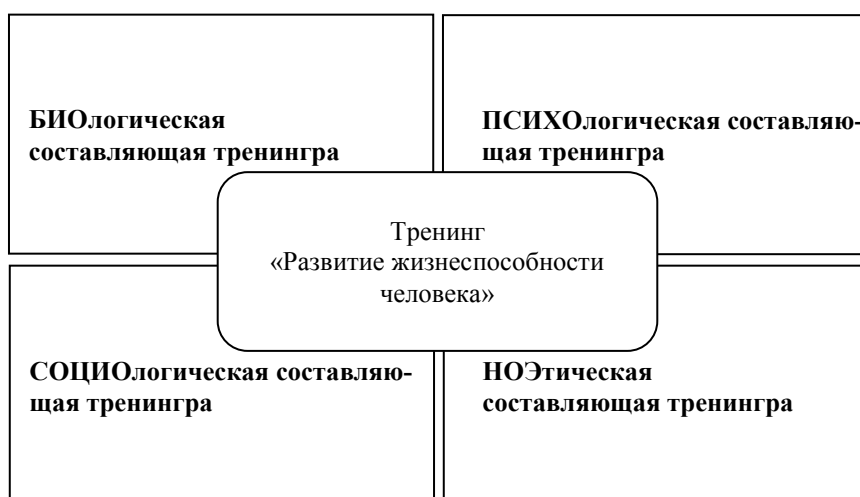 БИОлогическая
составляющая тренингра
ПСИХОлогическая составляю-
щая тренингра
Тренинг
«Развитие жизнеспособности
человека»
СОЦИОлогическая составляю-
щая тренингра
НОЭтическая
составляющая тренингра